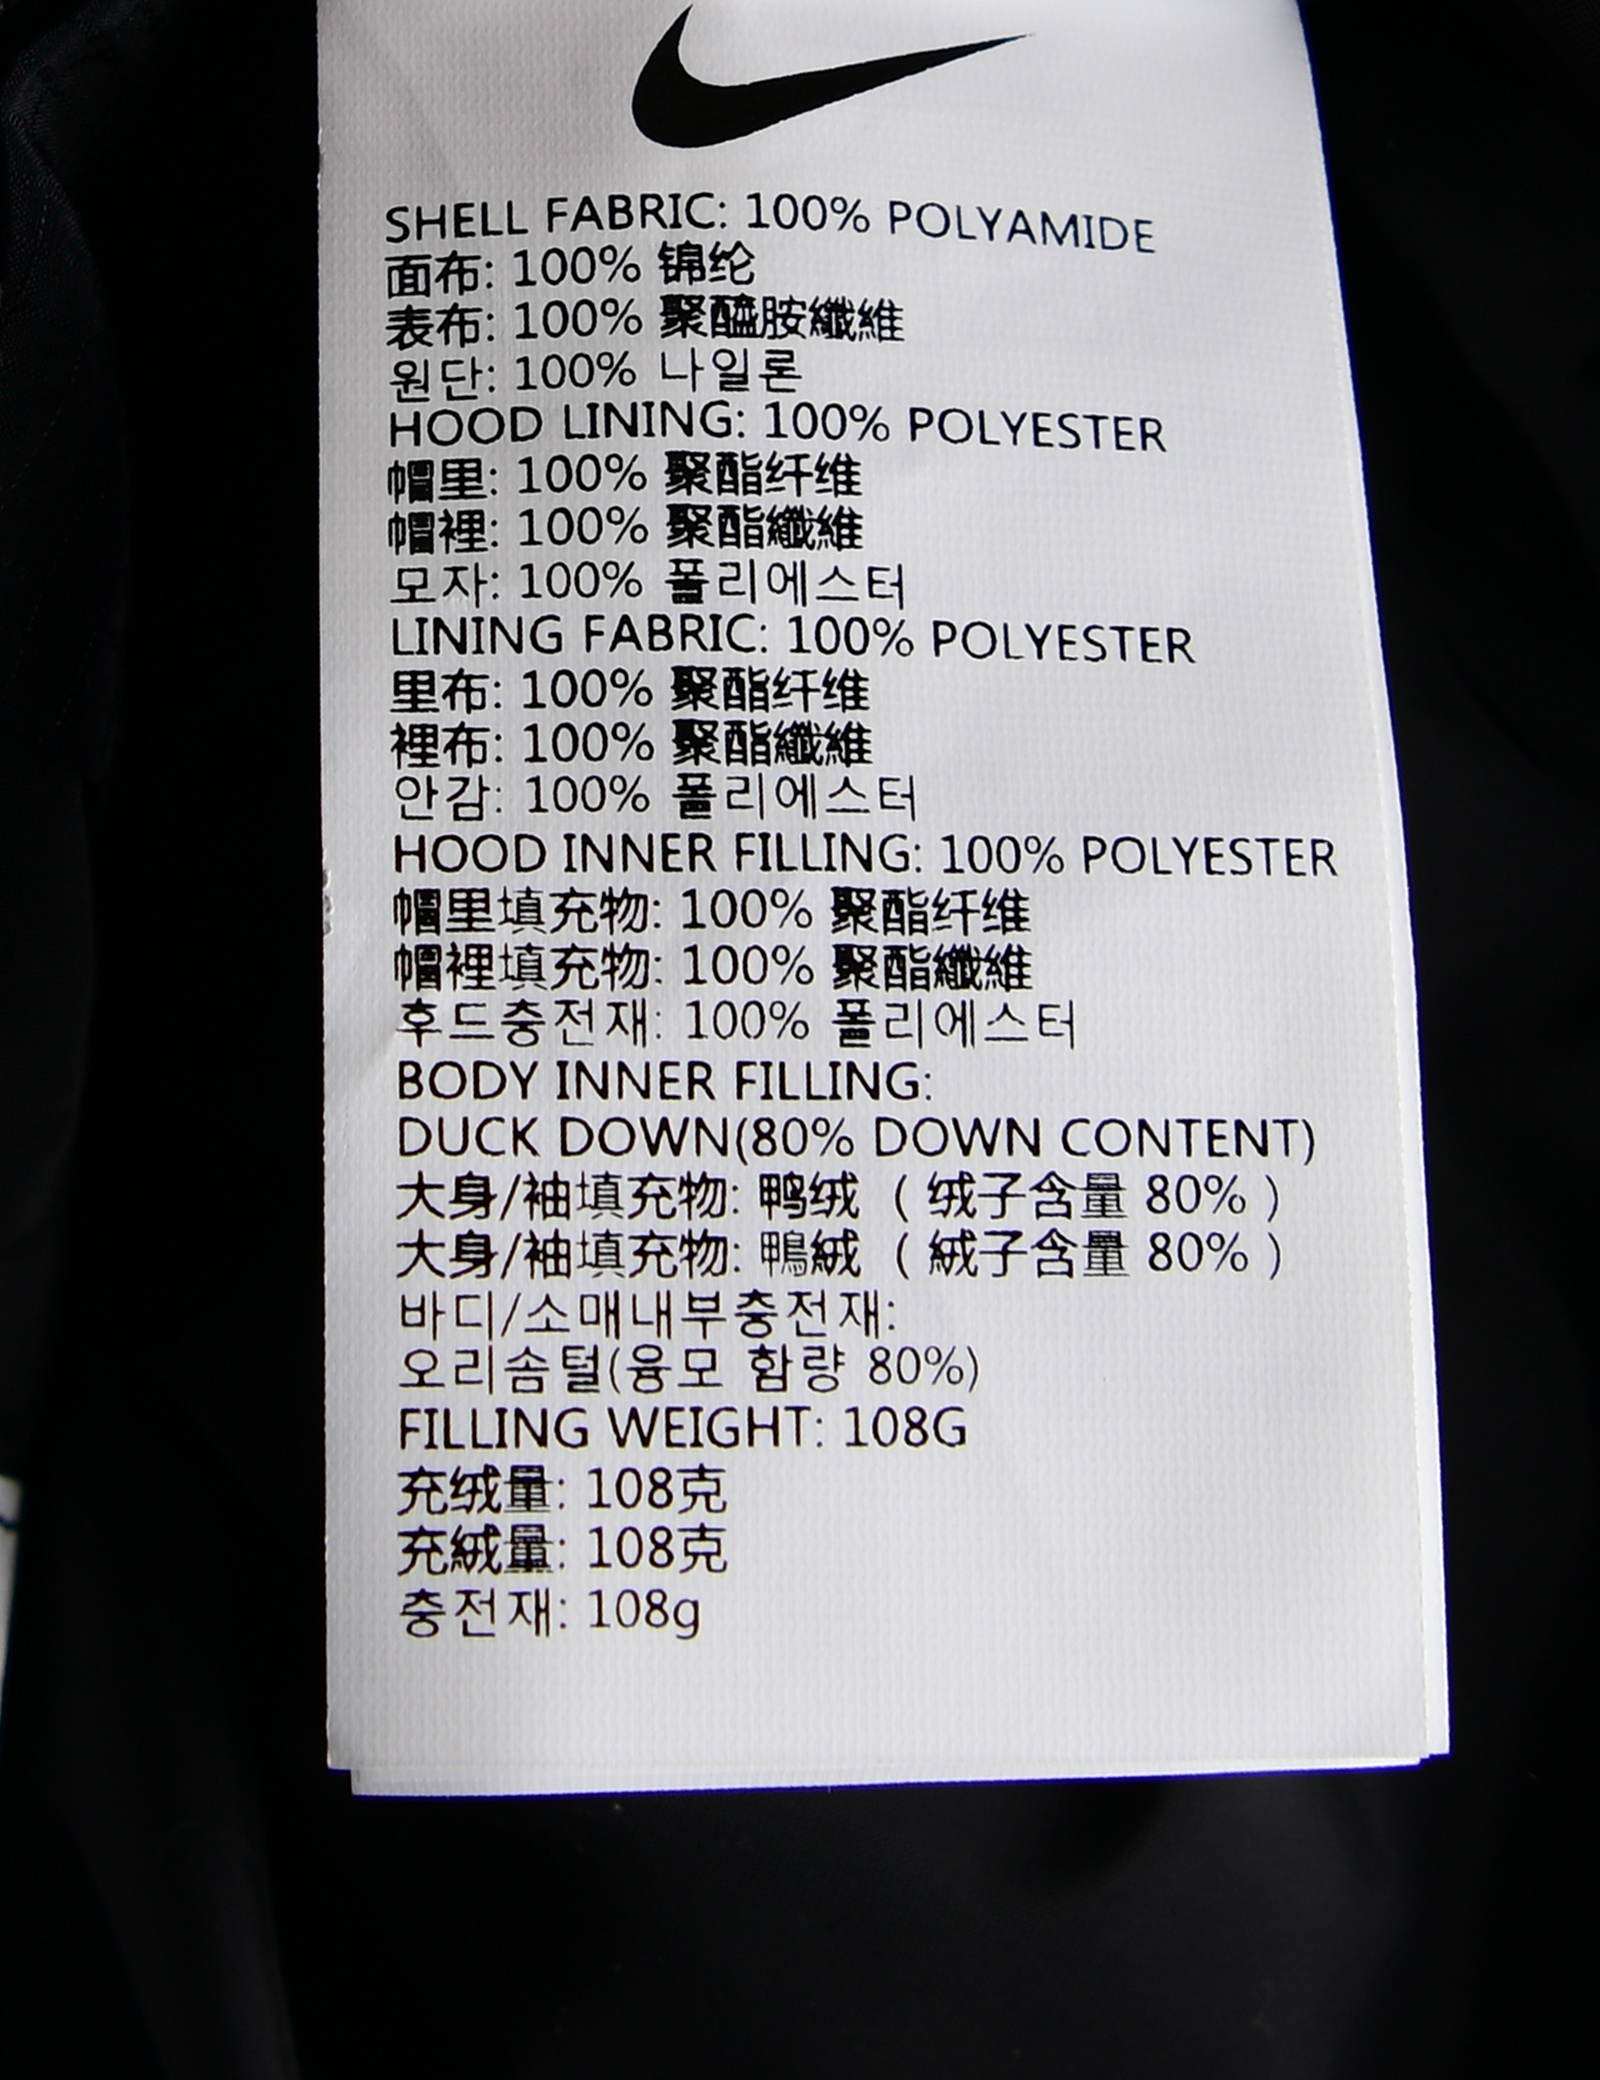 SHELL FABRIC: 100% POLYAMIDE
面布: 100% 锦纶
表布: 100% 聚醯胺纖維
원단: 100% 나일론
HOOD LINING: 100% POLYESTER
帽里: 100% 聚酯纤维
帽裡: 100% 聚酯纖維
모자: 100% 폴리에스터
LINING FABRIC: 100% POLYESTER
里布: 100% 聚酯纤维
裡布: 100% 聚酯纖維
안감: 100% 폴리에스터
HOOD INNER FILLING: 100% POLYESTER
帽里填充物: 100% 聚酯纤维
帽裡填充物: 100% 聚酯纖維
후드충전재: 100% 폴리에스터
BODY INNER FILLING:
DUCK DOWN(80% DOWN CONTENT)
大身/袖填充物: 鸭绒 （绒子含量 80%）
大身/袖填充物: 鴨絨 （絨子含量 80%）
바디/소매내부충전재:
오리솜털(융모 함량 80%)
FILLING WEIGHT: 108G
充绒量: 108克
充絨量: 108克
충전재: 108g